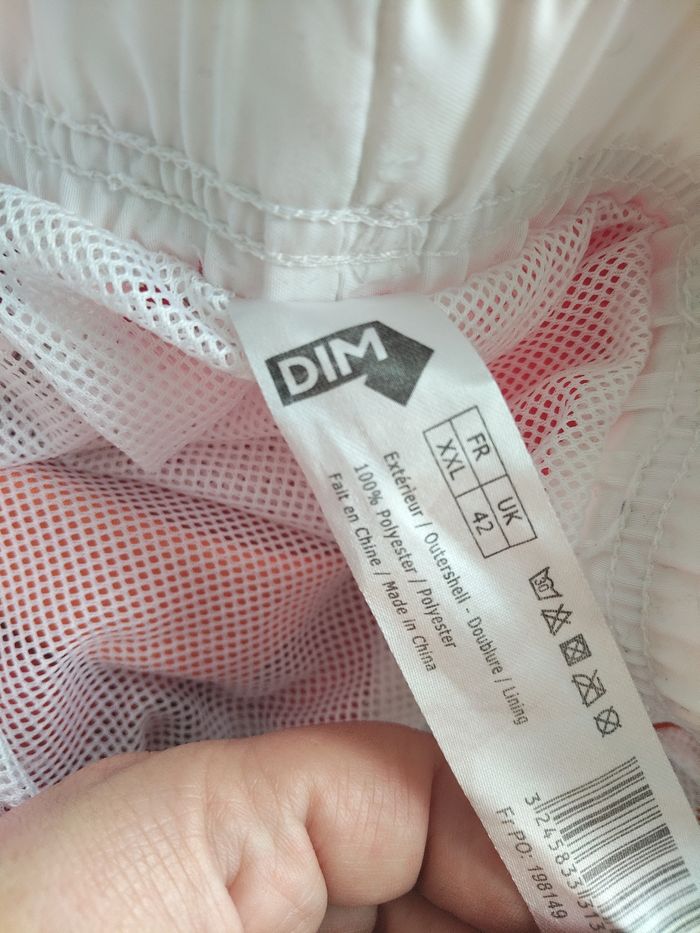 DIM
FR UK
XXL 42
Extérieur / Outershell - Doublure / Lining
100% Polyester / Polyester
Fait en Chine / Made in China
30
Fr PO: 198149